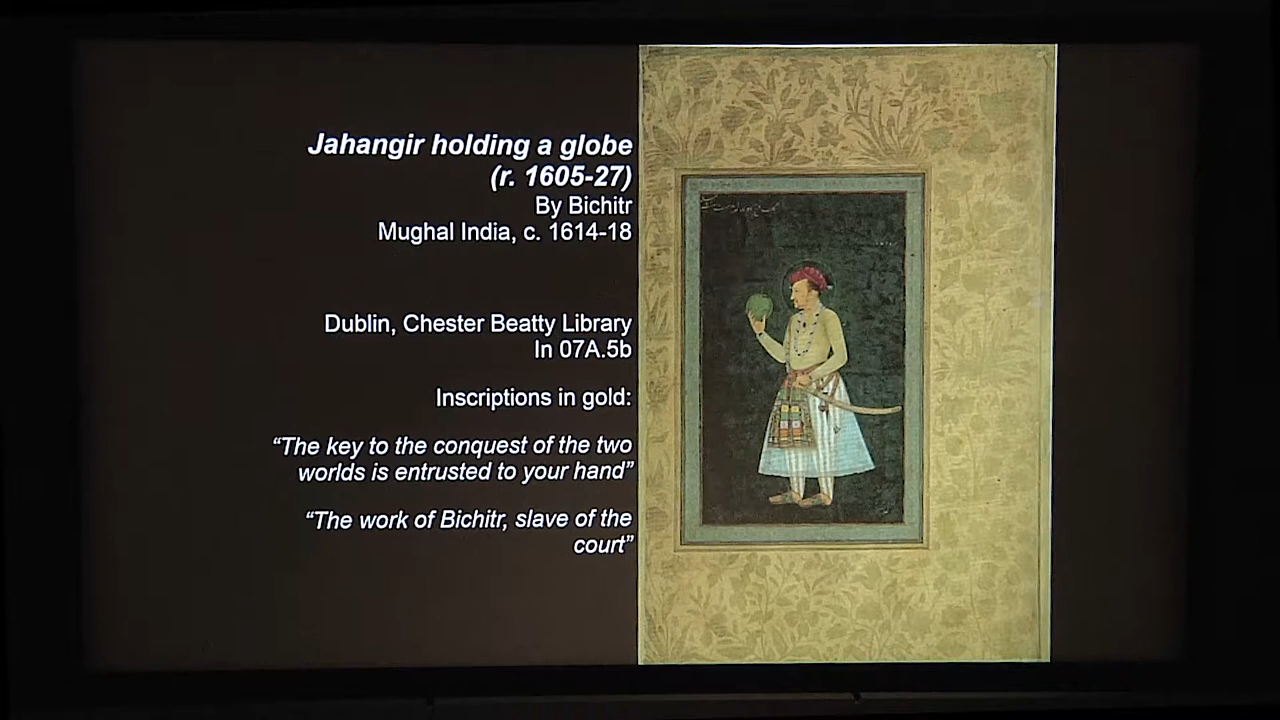 Jahangir holding a globe
(r. 1605-27)
By Bichitr
Mughal India, c. 1614-18
Dublin, Chester Beatty Library
In 07A.5b
Inscriptions in gold:
“The key to the conquest of the two
worlds is entrusted to your hand”
“The work of Bichitr, slave of the
court”